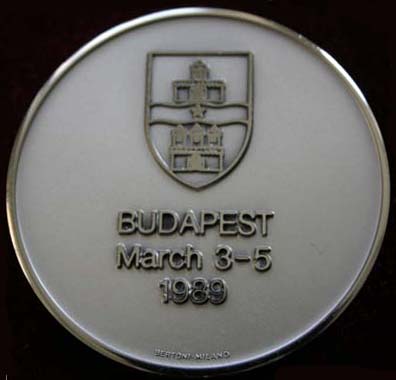 BUDAPEST
March 3-5
1989
BERTONI-MILANO